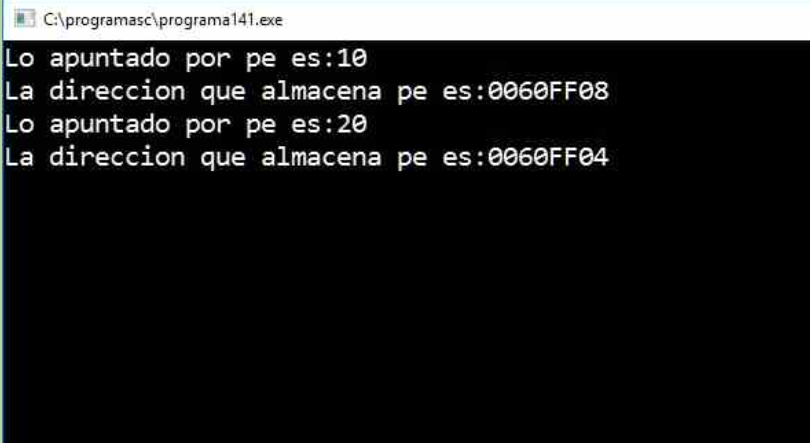 C:\programasc\programa141.exe
Lo apuntado por pe es:10
La direccion que almacena pe es:0060FF08
Lo apuntado por pe es:20
La direccion que almacena pe es:0060FF04